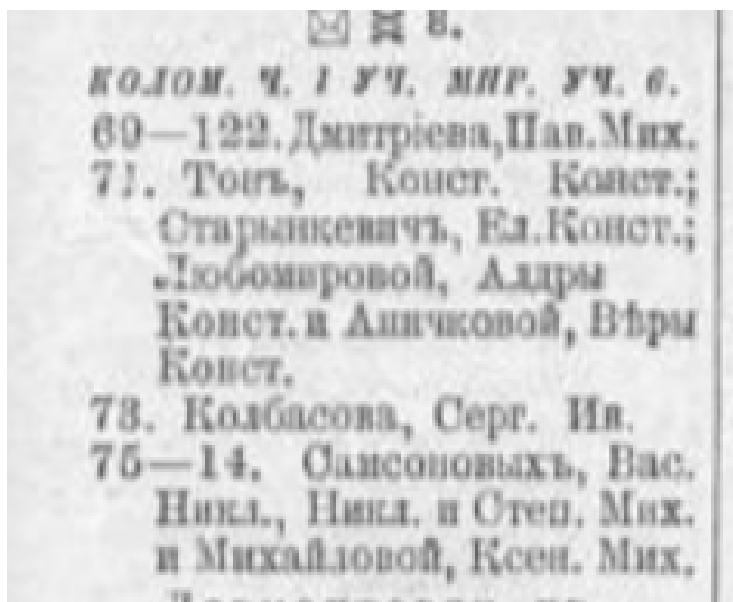 8.
КОЛОМ. Ч. I УЧ. МИР. УЧ. 6.
69—122. Дмитріева, Пав. Мих.
71. Тонъ, Конст. Конст.;
Старынкевичъ, Ел. Конст.;
Любомировой, Алдры
Конст. и Аничковой, Вѣры
Конст.
73. Колбасова, Серг. Ив.
75—14. Самсоновыхъ, Вас.
Никл., Никл. и Степ. Мих.
и Михайловой, Ксен. Мих.